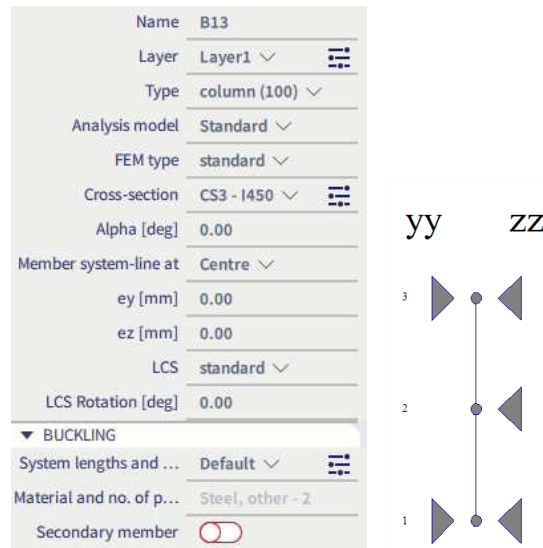 Name B13
Layer Layer1
Type column (100)
Analysis model Standard
FEM type standard
Cross-section CS3 - I450
Alpha [deg] 0.00
Member system-line at Centre
ey [mm] 0.00
ez [mm] 0.00
LCS standard
LCS Rotation [deg] 0.00
BUCKLING
System lengths and ... Default
Material and no. of p... Steel, other - 2
Secondary member
yy zz
3
2
1